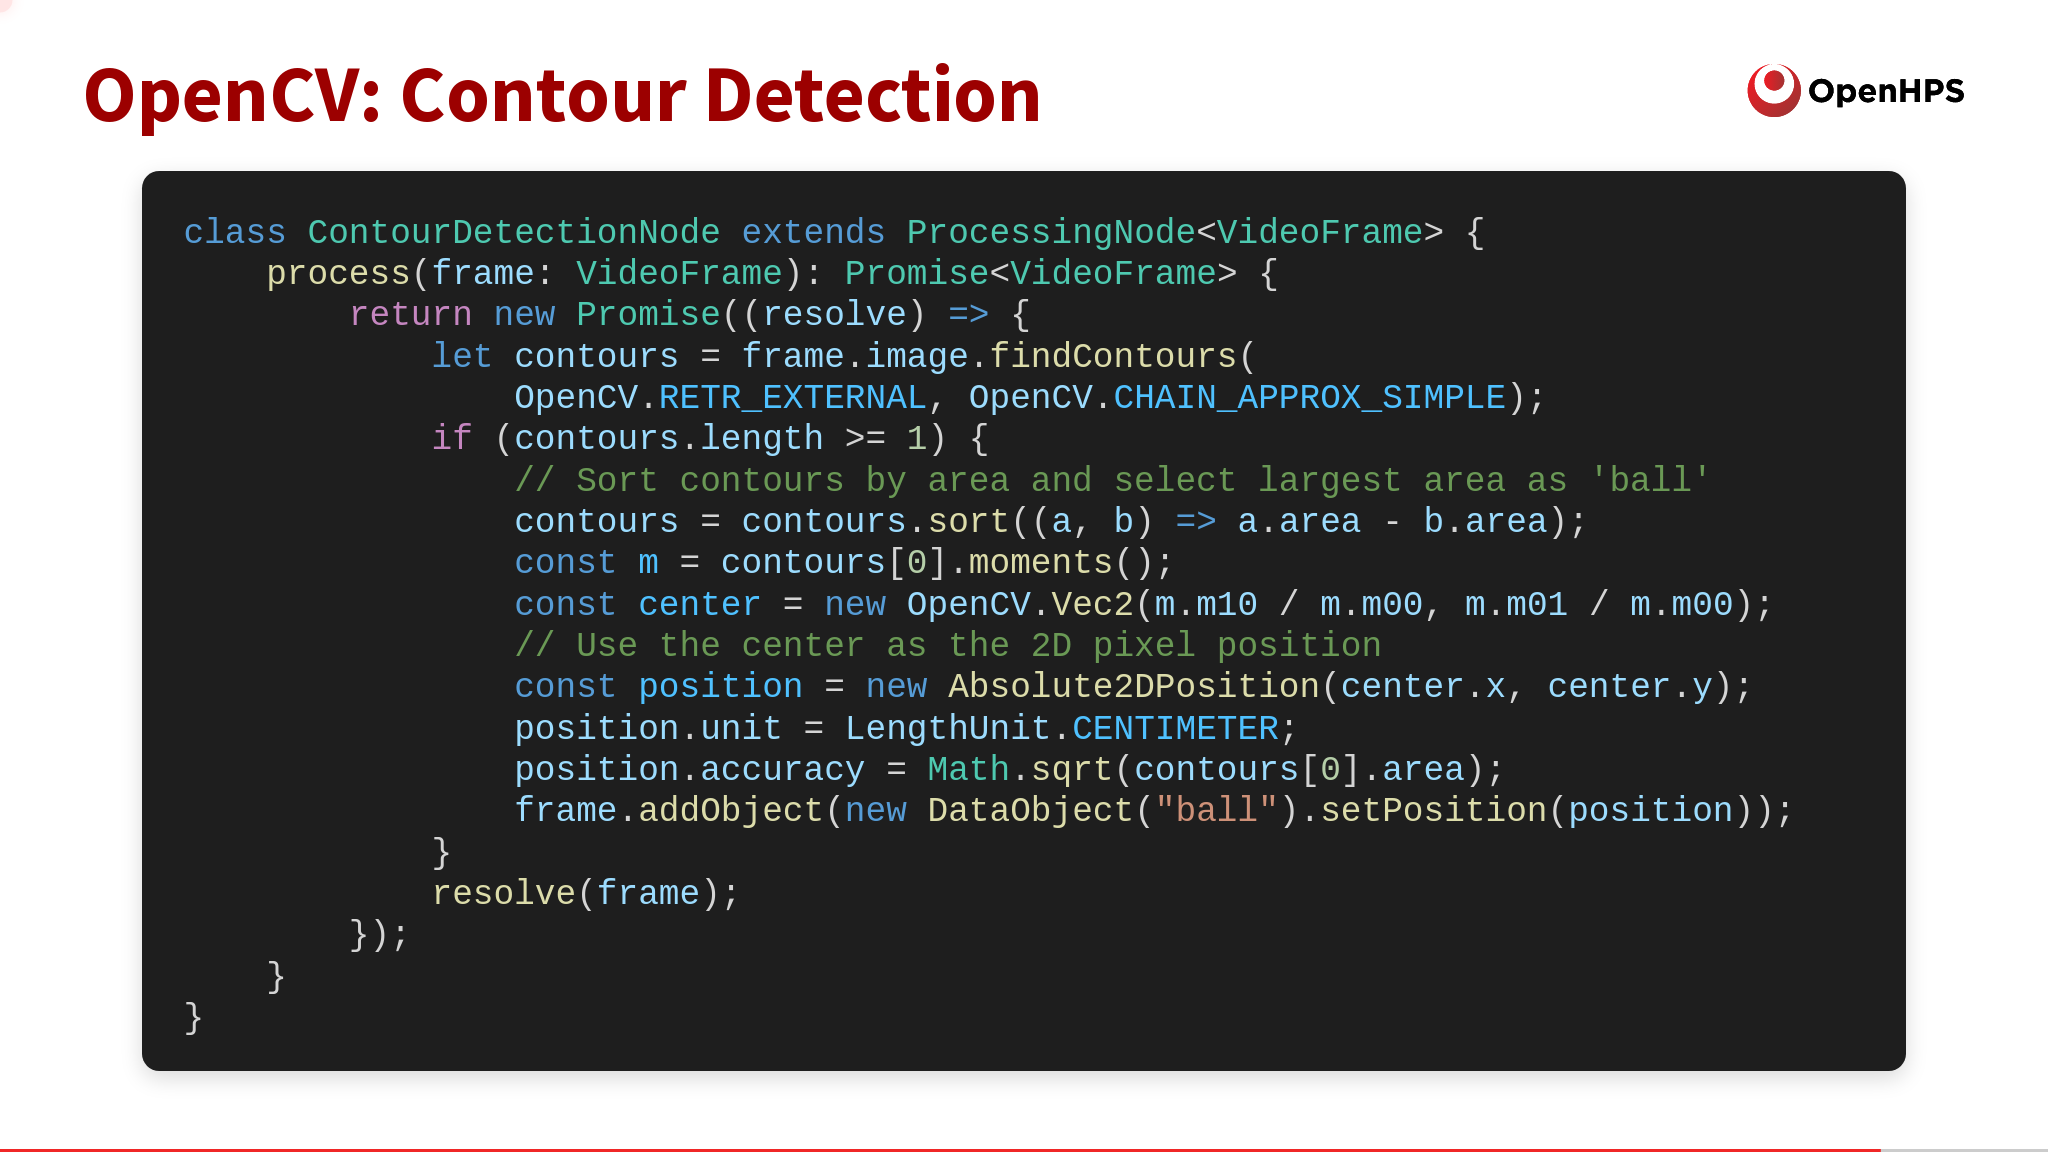 OpenCV: Contour Detection
OpenHPS
class ContourDetectionNode extends ProcessingNode<VideoFrame> {
    process(frame: VideoFrame): Promise<VideoFrame> {
        return new Promise((resolve) => {
            let contours = frame.image.findContours(
                OpenCV.RETR_EXTERNAL, OpenCV.CHAIN_APPROX_SIMPLE);
            if (contours.length >= 1) {
                // Sort contours by area and select largest area as 'ball'
                contours = contours.sort((a, b) => a.area - b.area);
                const m = contours[0].moments();
                const center = new OpenCV.Vec2(m.m10 / m.m00, m.m01 / m.m00);
                // Use the center as the 2D pixel position
                const position = new Absolute2DPosition(center.x, center.y);
                position.unit = LengthUnit.CENTIMETER;
                position.accuracy = Math.sqrt(contours[0].area);
                frame.addObject(new DataObject("ball").setPosition(position));
            }
            resolve(frame);
        });
    }
}